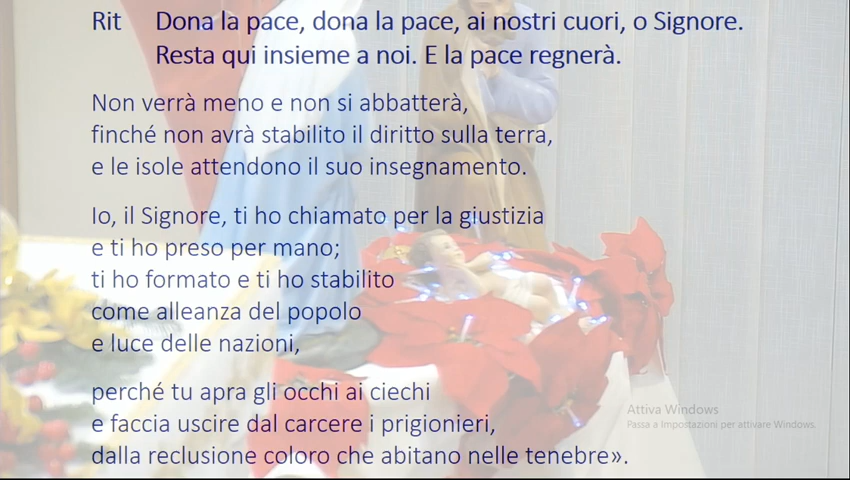 Rit Dona la pace, dona la pace, ai nostri cuori, o Signore.
Resta qui insieme a noi. E la pace regnerà.
Non verrà meno e non si abbatterà,
finché non avrà stabilito il diritto sulla terra,
e le isole attendono il suo insegnamento.
Io, il Signore, ti ho chiamato per la giustizia
e ti ho preso per mano;
ti ho formato e ti ho stabilito
come alleanza del popolo
e luce delle nazioni,
perché tu apra gli occhi ai ciechi
e faccia uscire dal carcere i prigionieri,
dalla reclusione coloro che abitano nelle tenebre».
Attiva Windows
Passa a Impostazioni per attivare Windows.